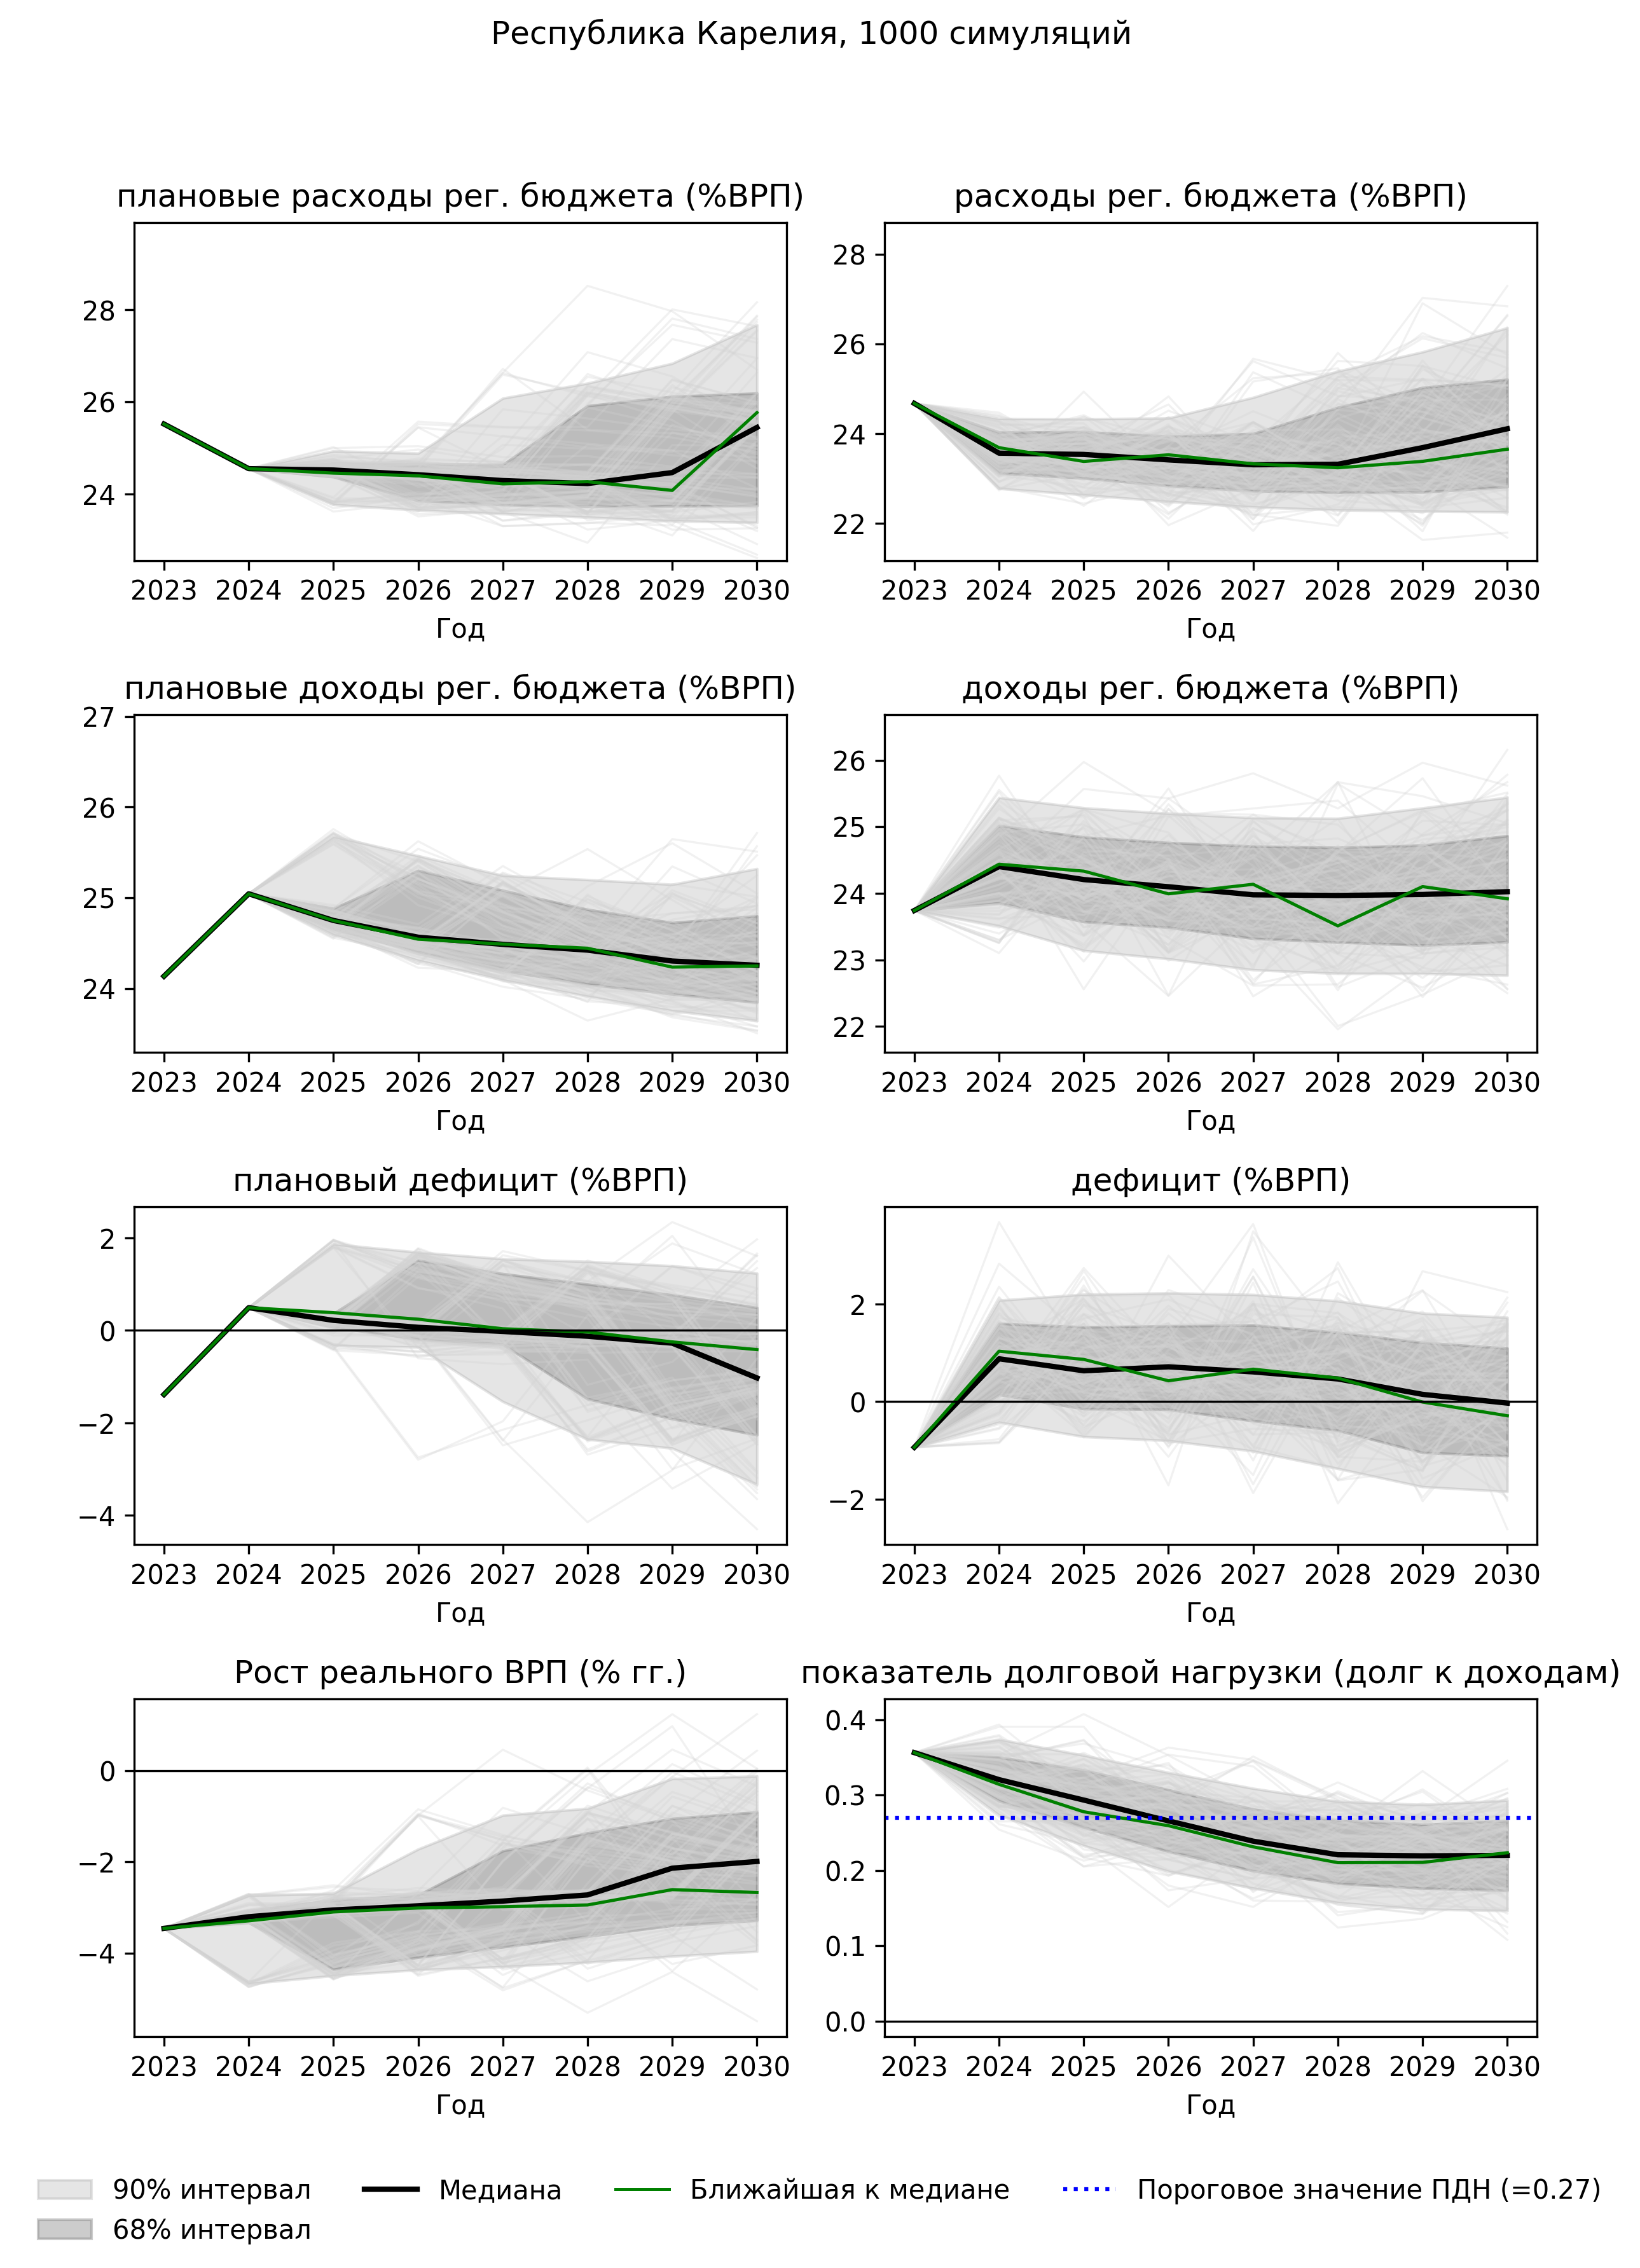 Республика Карелия, 1000 симуляций
плановые расходы рег. бюджета (%ВРП)
28
26
24
2023 2024 2025 2026 2027 2028 2029 2030
Год
расходы рег. бюджета (%ВРП)
28
26
24
22
2023 2024 2025 2026 2027 2028 2029 2030
Год
плановые доходы рег. бюджета (%ВРП)
27
26
25
24
2023 2024 2025 2026 2027 2028 2029 2030
Год
доходы рег. бюджета (%ВРП)
26
25
24
23
22
2023 2024 2025 2026 2027 2028 2029 2030
Год
плановый дефицит (%ВРП)
2
0
−2
−4
2023 2024 2025 2026 2027 2028 2029 2030
Год
дефицит (%ВРП)
2
0
−2
2023 2024 2025 2026 2027 2028 2029 2030
Год
Рост реального ВРП (% гг.)
0
−2
−4
2023 2024 2025 2026 2027 2028 2029 2030
Год
показатель долговой нагрузки (долг к доходам)
0.4
0.3
0.2
0.1
0.0
2023 2024 2025 2026 2027 2028 2029 2030
Год
90% интервал
68% интервал
Медиана
Ближайшая к медиане
Пороговое значение ПДН (=0.27)